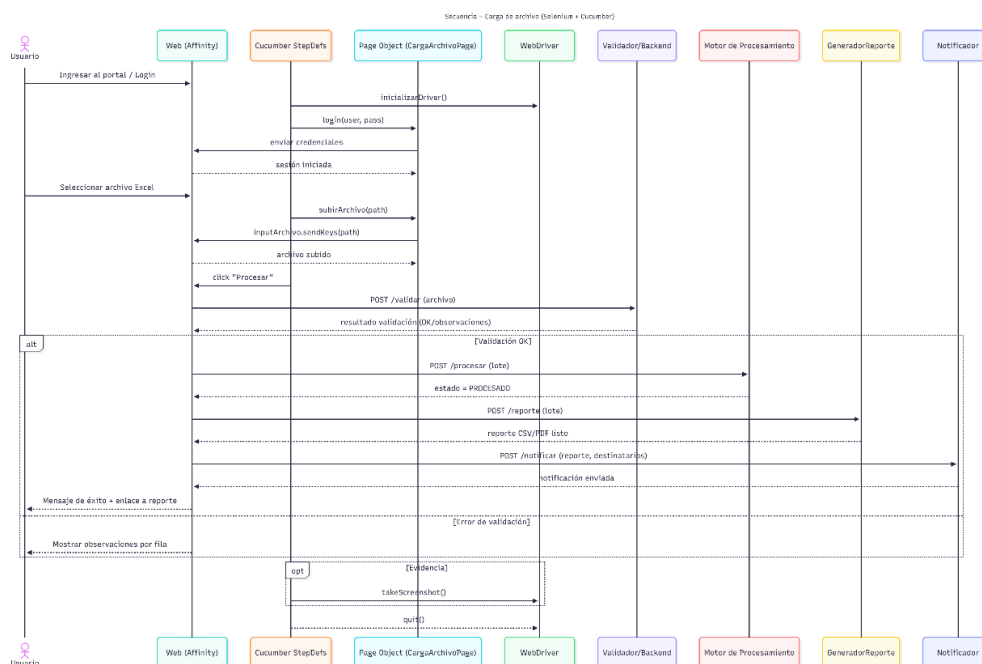 Secuencia – Carga de archivo (Selenium + Cucumber)
Usuario
Web (Affinity)
Cucumber StepDefs
Page Object (CargaArchivoPage)
WebDriver
Validador/Backend
Motor de Procesamiento
GeneradorReporte
Notificador
Ingresar al portal / Login
inicializarDriver()
login(user, pass)
enviar credenciales
sesión iniciada
Seleccionar archivo Excel
subirArchivo(path)
inputArchivo.sendKeys(path)
archivo subido
click "Procesar"
POST /validar (archivo)
resultado validación (OK/observaciones)
alt
[Validación OK]
POST /procesar (lote)
estado = PROCESADO
POST /reporte (lote)
reporte CSV/PDF listo
POST /notificar (reporte, destinatarios)
notificación enviada
Mensaje de éxito + enlace a reporte
[Error de validación]
Mostrar observaciones por fila
opt
[Evidencia]
takeScreenshot()
quit()
Web (Affinity)
Cucumber StepDefs
Page Object (CargaArchivoPage)
WebDriver
Validador/Backend
Motor de Procesamiento
GeneradorReporte
Notificador
Usuario